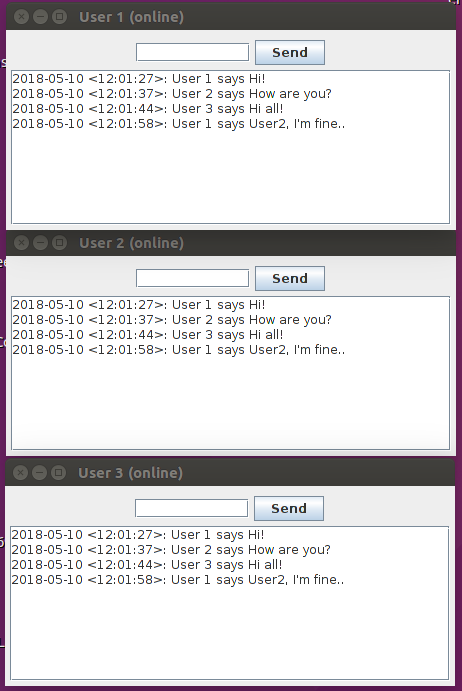 User 1 (online)
Send
2018-05-10 <12:01:27>: User 1 says Hi!
2018-05-10 <12:01:37>: User 2 says How are you?
2018-05-10 <12:01:44>: User 3 says Hi all!
2018-05-10 <12:01:58>: User 1 says User2, I'm fine..
User 2 (online)
Send
2018-05-10 <12:01:27>: User 1 says Hi!
2018-05-10 <12:01:37>: User 2 says How are you?
2018-05-10 <12:01:44>: User 3 says Hi all!
2018-05-10 <12:01:58>: User 1 says User2, I'm fine..
User 3 (online)
Send
2018-05-10 <12:01:27>: User 1 says Hi!
2018-05-10 <12:01:37>: User 2 says How are you?
2018-05-10 <12:01:44>: User 3 says Hi all!
2018-05-10 <12:01:58>: User 1 says User2, I'm fine..